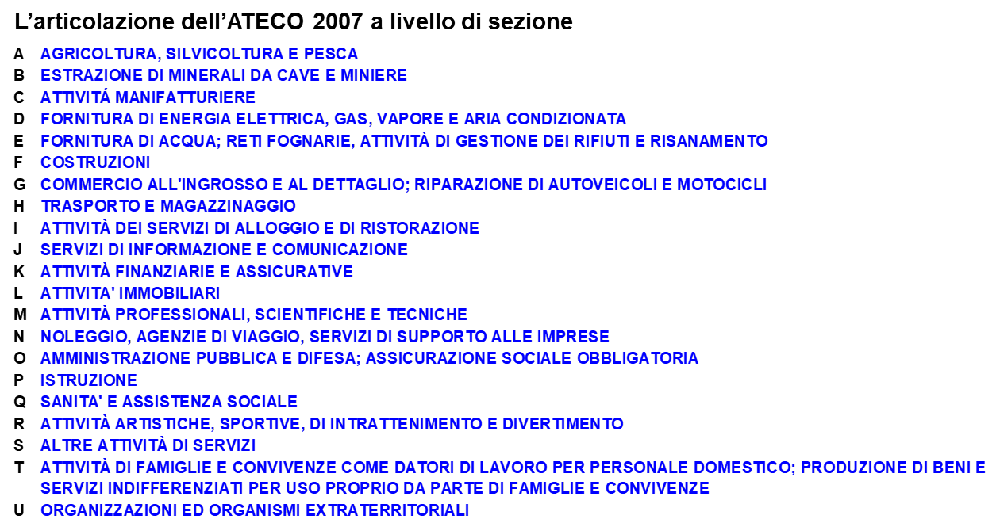 L’articolazione dell’ATECO 2007 a livello di sezione
A AGRICOLTURA, SILVICOLTURA E PESCA
B ESTRAZIONE DI MINERALI DA CAVE E MINIERE
C ATTIVITÁ MANIFATTURIERE
D FORNITURA DI ENERGIA ELETTRICA, GAS, VAPORE E ARIA CONDIZIONATA
E FORNITURA DI ACQUA; RETI FOGNARIE, ATTIVITÀ DI GESTIONE DEI RIFIUTI E RISANAMENTO
F COSTRUZIONI
G COMMERCIO ALL'INGROSSO E AL DETTAGLIO; RIPARAZIONE DI AUTOVEICOLI E MOTOCICLI
H TRASPORTO E MAGAZZINAGGIO
I ATTIVITÀ DEI SERVIZI DI ALLOGGIO E DI RISTORAZIONE
J SERVIZI DI INFORMAZIONE E COMUNICAZIONE
K ATTIVITÀ FINANZIARIE E ASSICURATIVE
L ATTIVITA' IMMOBILIARI
M ATTIVITÀ PROFESSIONALI, SCIENTIFICHE E TECNICHE
N NOLEGGIO, AGENZIE DI VIAGGIO, SERVIZI DI SUPPORTO ALLE IMPRESE
O AMMINISTRAZIONE PUBBLICA E DIFESA; ASSICURAZIONE SOCIALE OBBLIGATORIA
P ISTRUZIONE
Q SANITA' E ASSISTENZA SOCIALE
R ATTIVITÀ ARTISTICHE, SPORTIVE, DI INTRATTENIMENTO E DIVERTIMENTO
S ALTRE ATTIVITÀ DI SERVIZI
T ATTIVITÀ DI FAMIGLIE E CONVIVENZE COME DATORI DI LAVORO PER PERSONALE DOMESTICO; PRODUZIONE DI BENI E
SERVIZI INDIFFERENZIATI PER USO PROPRIO DA PARTE DI FAMIGLIE E CONVIVENZE
U ORGANIZZAZIONI ED ORGANISMI EXTRATERRITORIALI